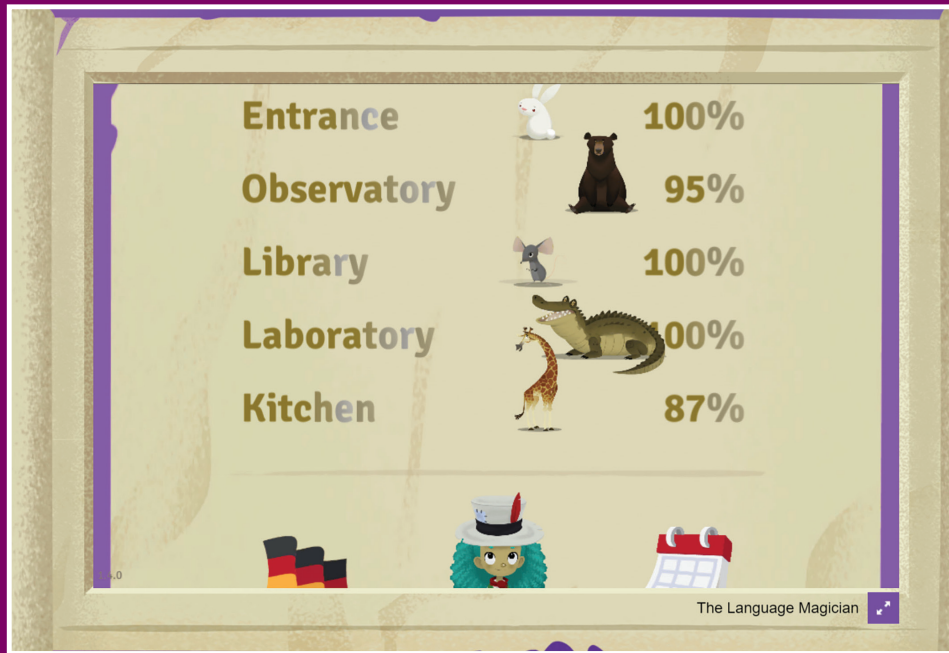 Entrance 100%
Observatory 95%
Library 100%
Laboratory 00%
Kitchen 87%
The Language Magician